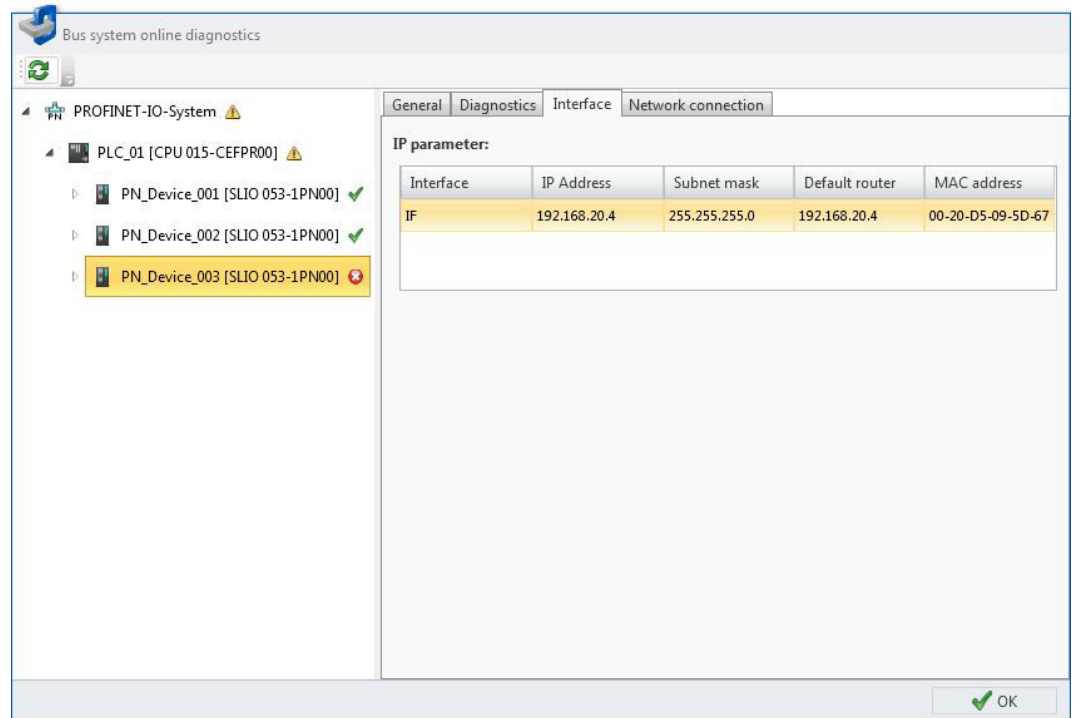 Bus system online diagnostics
PN
PROFINET-IO-System
PLC_01 [CPU 015-CEFPR00]
PN_Device_001 [SLIO 053-1PN00]
PN_Device_002 [SLIO 053-1PN00]
PN_Device_003 [SLIO 053-1PN00]
General Diagnostics Interface Network connection
IP parameter:
Interface IP Address Subnet mask Default router MAC address
IF 192.168.20.4 255.255.255.0 192.168.20.4 00-20-D5-09-5D-67
OK